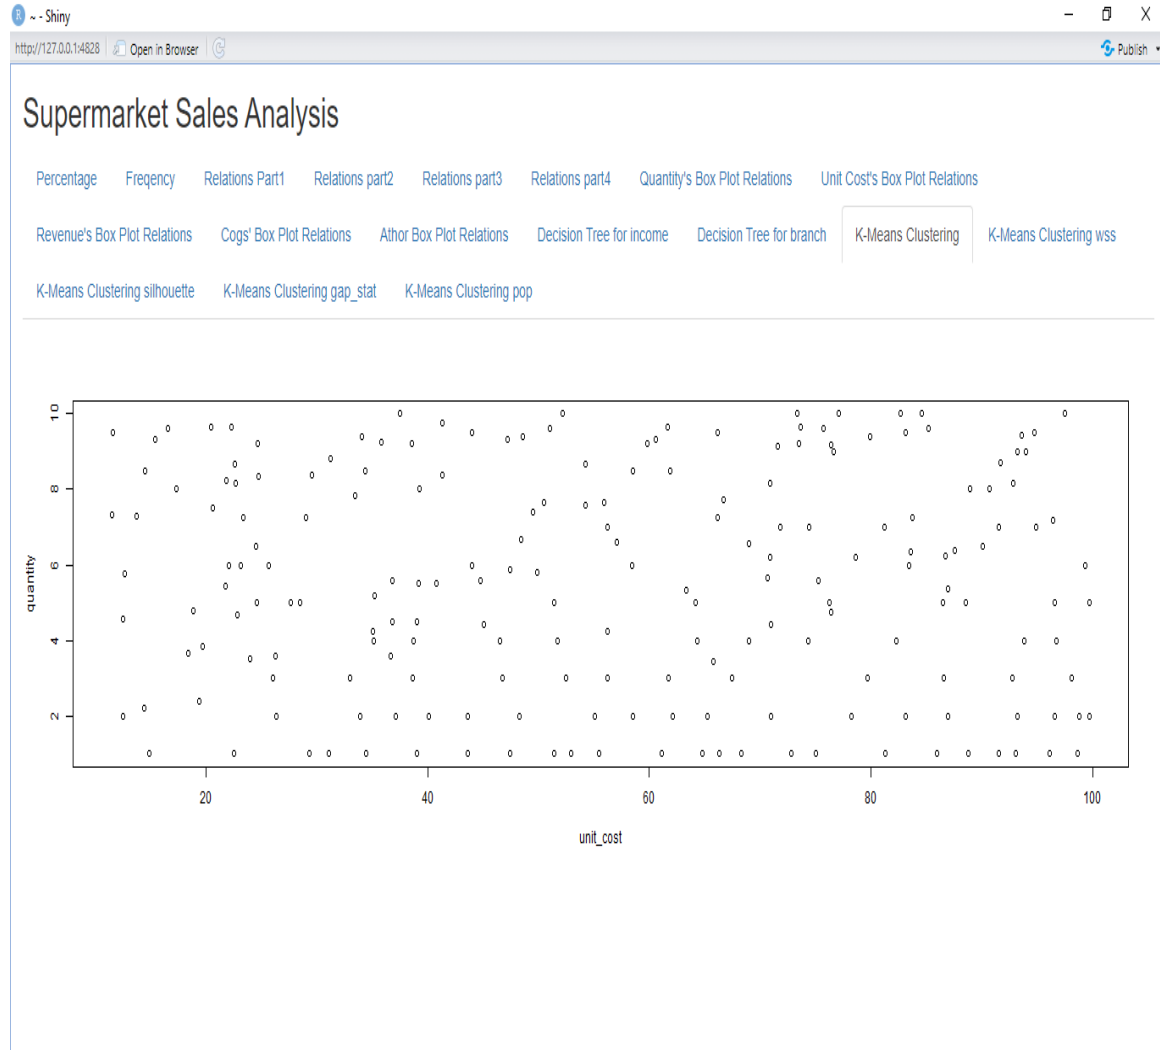 R ~ - Shiny
http://127.0.0.1:4828 Open in Browser Publish
Supermarket Sales Analysis
Percentage Freqency Relations Part1 Relations part2 Relations part3 Relations part4 Quantity's Box Plot Relations Unit Cost's Box Plot Relations
Revenue's Box Plot Relations Cogs' Box Plot Relations Athor Box Plot Relations Decision Tree for income Decision Tree for branch K-Means Clustering K-Means Clustering wss
K-Means Clustering silhouette K-Means Clustering gap_stat K-Means Clustering pop
10
8
6
4
2
quantity
20 40 60 80 100
unit_cost